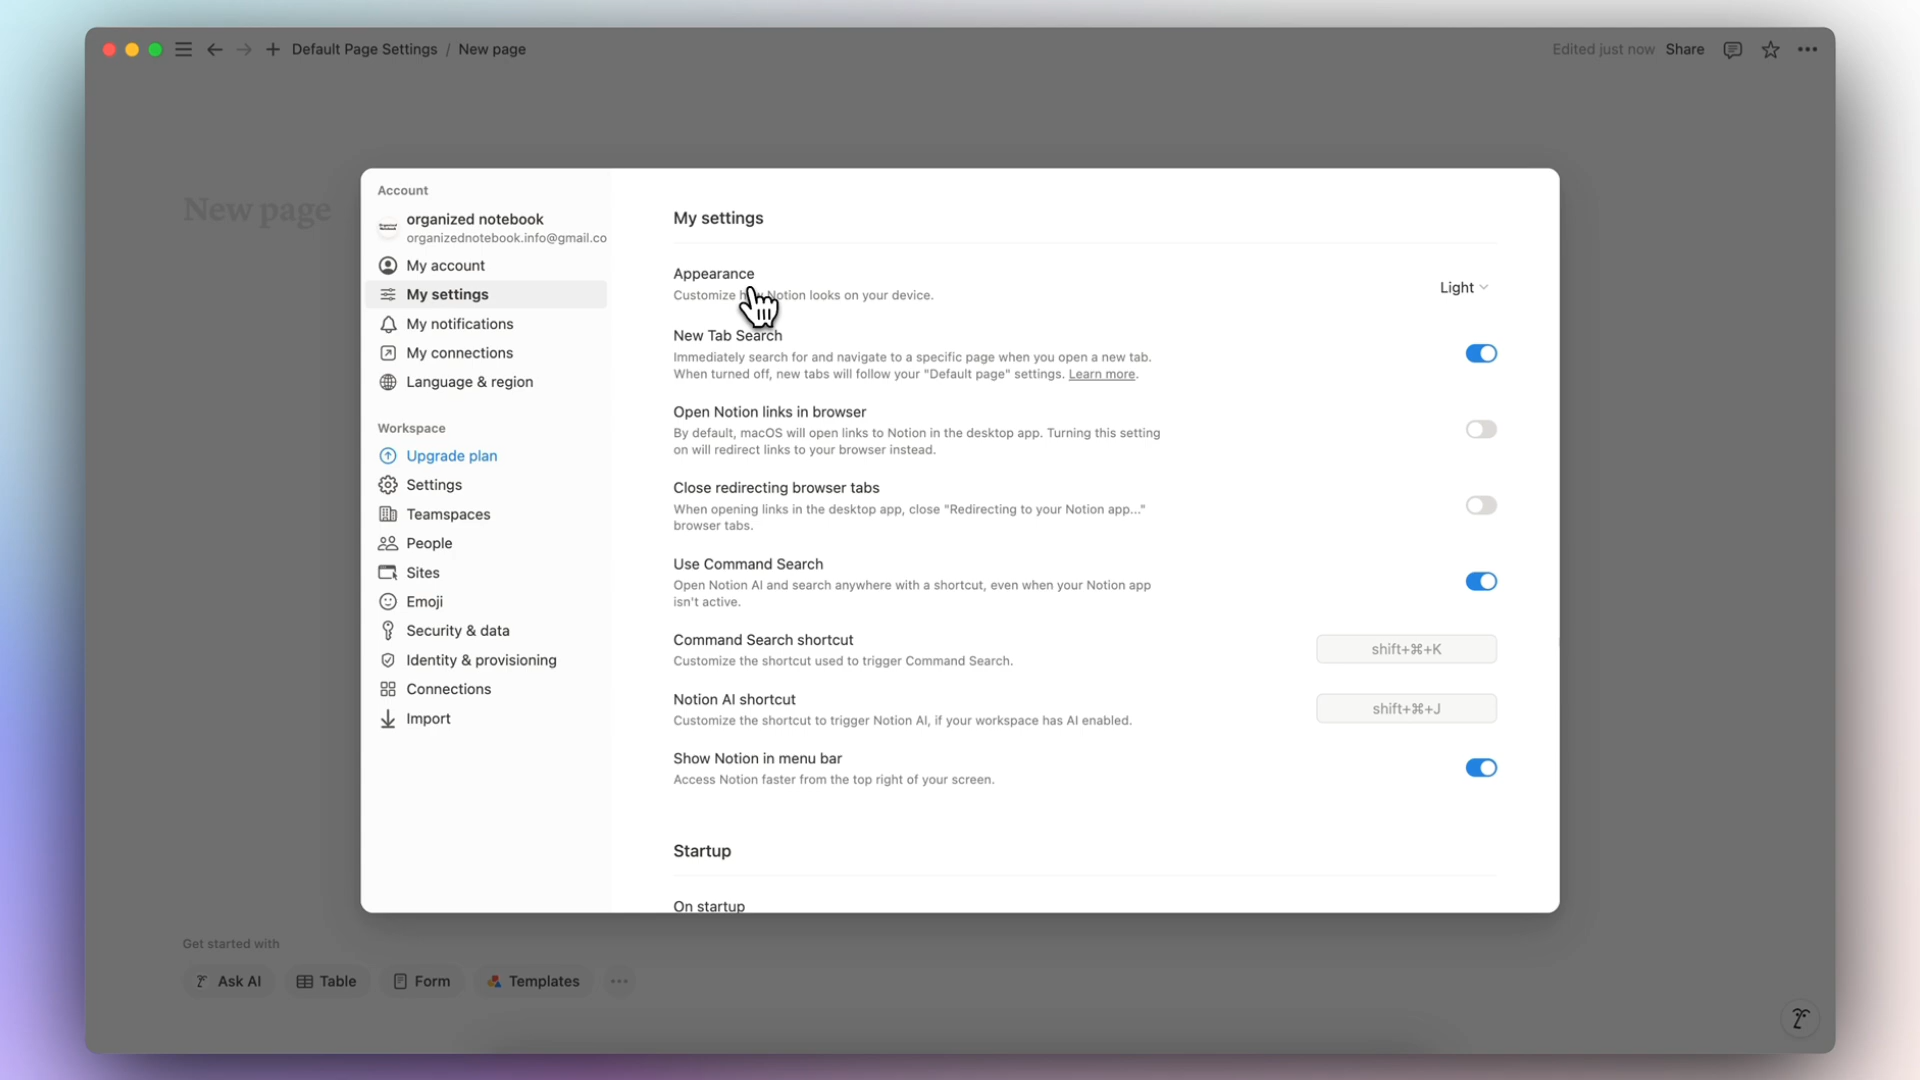 Default Page Settings / New page
Edited just now Share
New page
Account
organized notebook
organizednotebook.info@gmail.co
My account
My settings
My notifications
My connections
Language & region
Workspace
Upgrade plan
Settings
Teamspaces
People
Sites
Emoji
Security & data
Identity & provisioning
Connections
Import
My settings
Appearance
Customize how Notion looks on your device.
Light
New Tab Search
Immediately search for and navigate to a specific page when you open a new tab.
When turned off, new tabs will follow your "Default page" settings. Learn more.
Open Notion links in browser
By default, macOS will open links to Notion in the desktop app. Turning this setting
on will redirect links to your browser instead.
Close redirecting browser tabs
When opening links in the desktop app, close "Redirecting to your Notion app..."
browser tabs.
Use Command Search
Open Notion AI and search anywhere with a shortcut, even when your Notion app
isn't active.
Command Search shortcut
Customize the shortcut used to trigger Command Search.
shift+⌘+K
Notion AI shortcut
Customize the shortcut to trigger Notion AI, if your workspace has AI enabled.
shift+⌘+J
Show Notion in menu bar
Access Notion faster from the top right of your screen.
Startup
On startup
Get started with
Ask AI
Table
Form
Templates